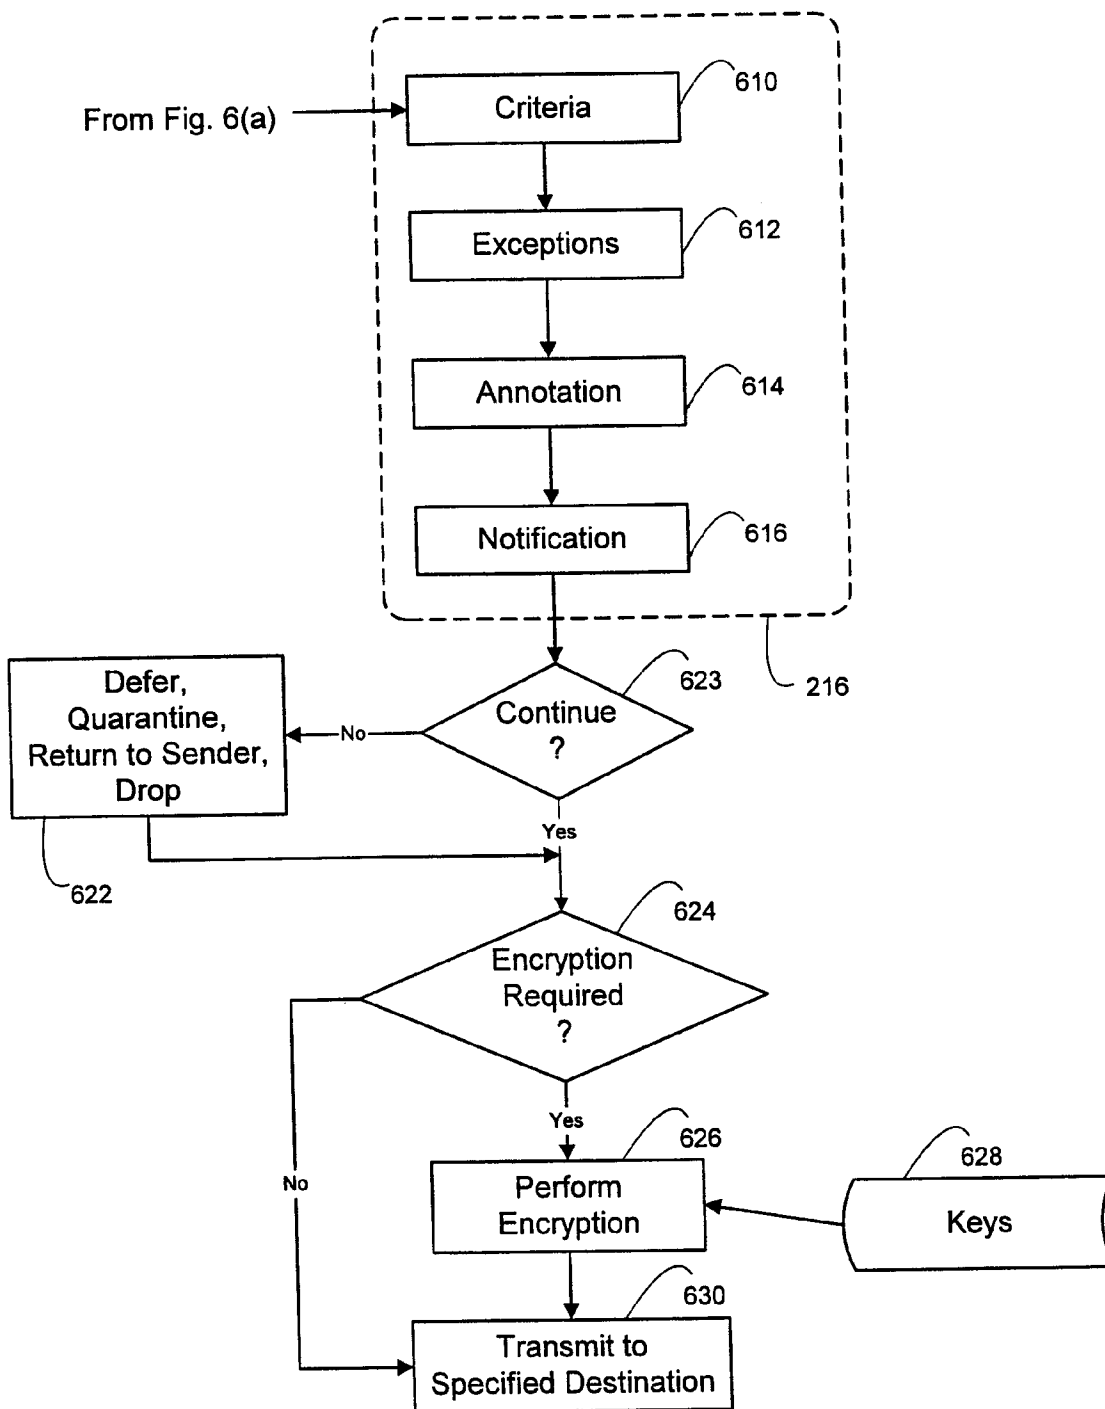 610
Criteria
From Fig. 6(a)
612
Exceptions
614
Annotation
616
Notification
216
623
Continue
?
No
Defer,
Quarantine,
Return to Sender,
Drop
622
Yes
624
Encryption
Required
?
Yes
No
626
Perform
Encryption
628
Keys
630
Transmit to
Specified Destination